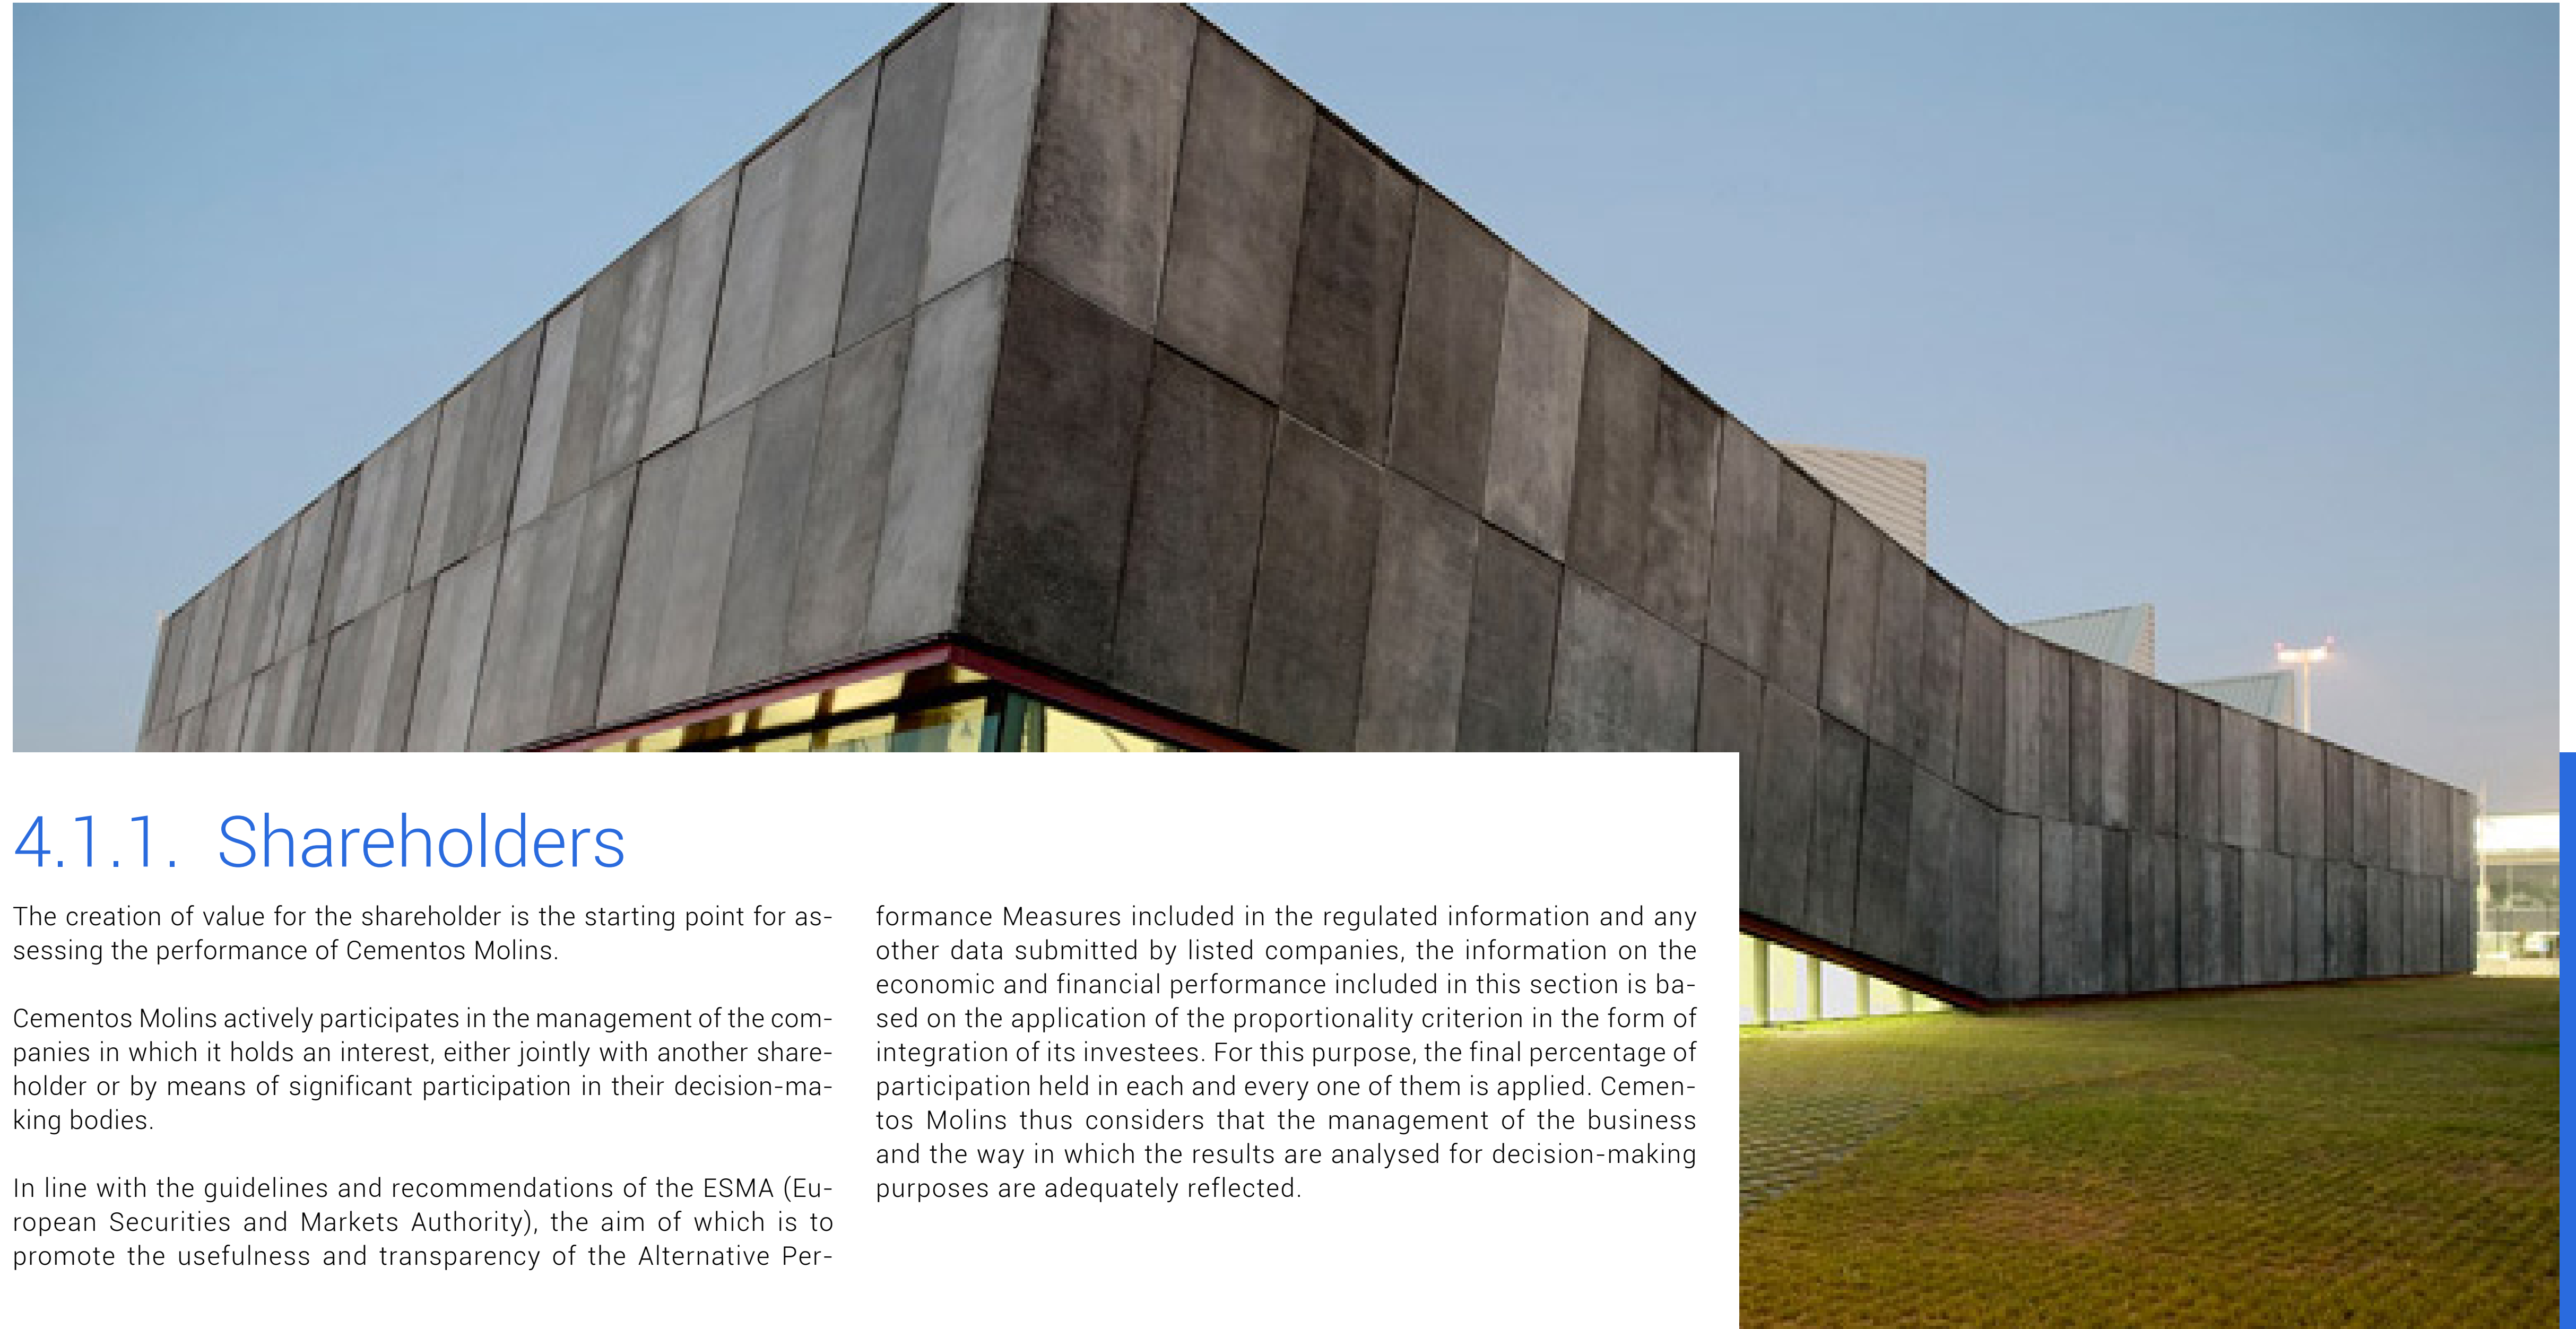 4.1.1. Shareholders
The creation of value for the shareholder is the starting point for as-
sessing the performance of Cementos Molins.
Cementos Molins actively participates in the management of the com-
panies in which it holds an interest, either jointly with another share-
holder or by means of significant participation in their decision-ma-
king bodies.
In line with the guidelines and recommendations of the ESMA (Eu-
ropean Securities and Markets Authority), the aim of which is to
promote the usefulness and transparency of the Alternative Per-
formance Measures included in the regulated information and any
other data submitted by listed companies, the information on the
economic and financial performance included in this section is ba-
sed on the application of the proportionality criterion in the form of
integration of its investees. For this purpose, the final percentage of
participation held in each and every one of them is applied. Cemen-
tos Molins thus considers that the management of the business
and the way in which the results are analysed for decision-making
purposes are adequately reflected.